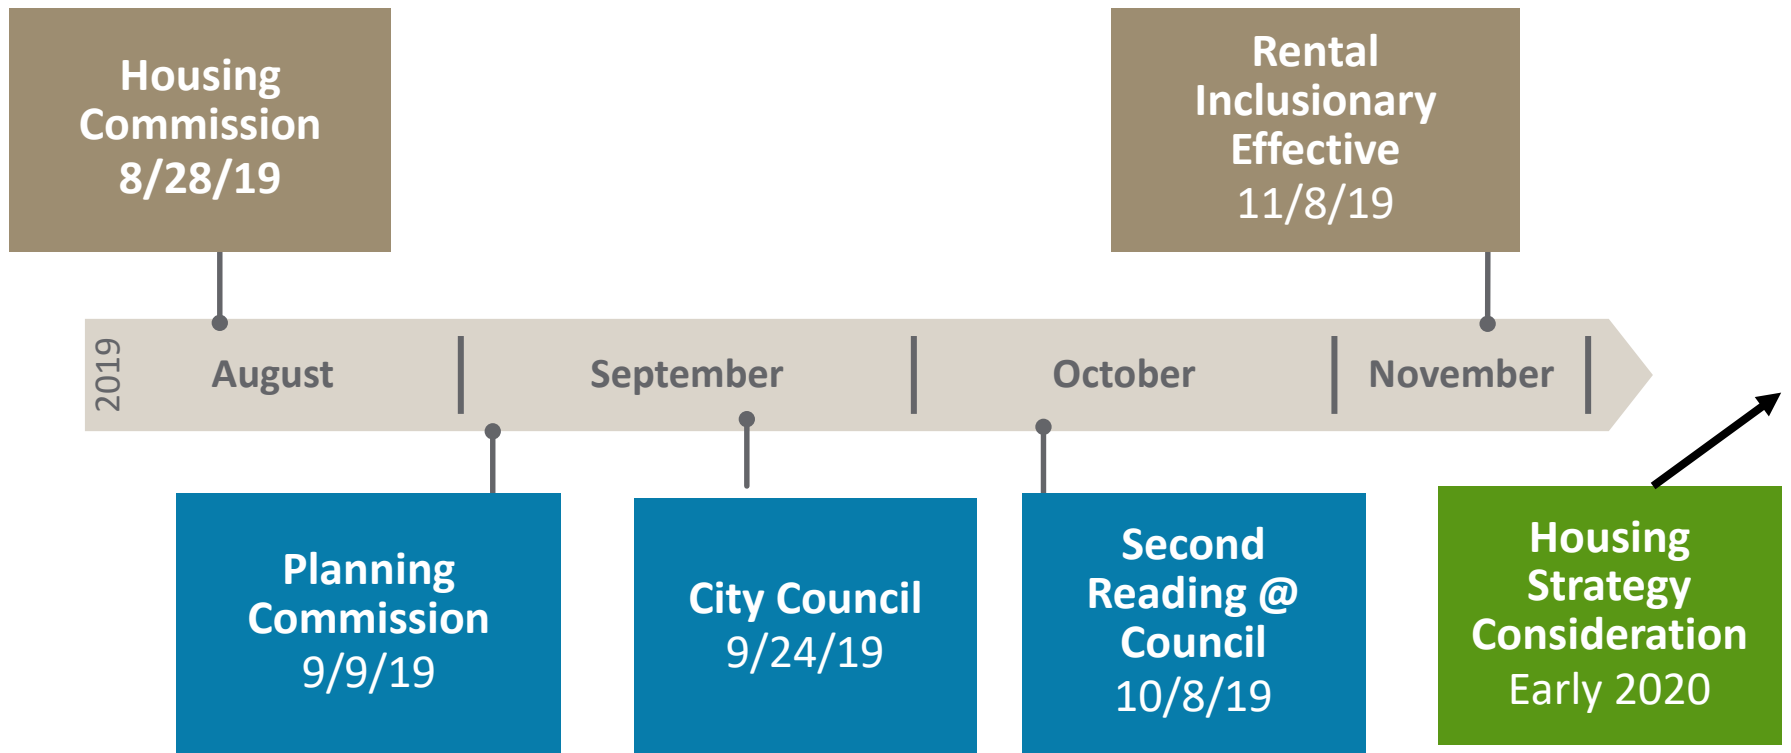 Housing
Commission
8/28/19
Rental
Inclusionary
Effective
11/8/19
2019
August
September
October
November
Planning
Commission
9/9/19
City Council
9/24/19
Second
Reading @
Council
10/8/19
Housing
Strategy
Consideration
Early 2020